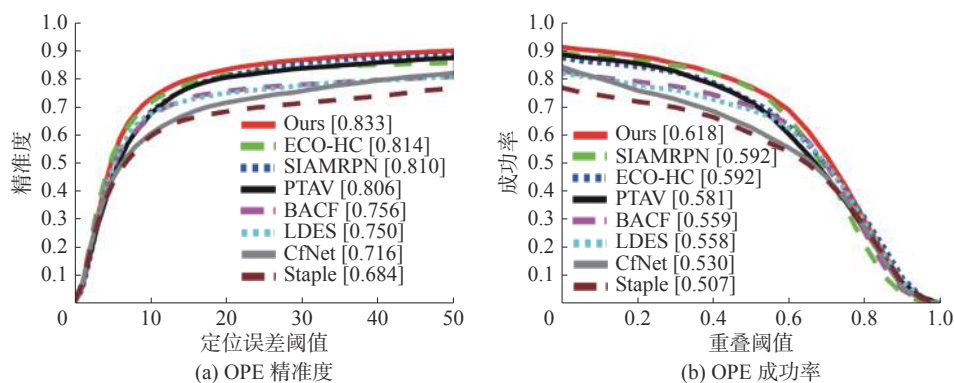 1.0
0.9
0.8
0.7
0.6
0.5
0.4
0.3
0.2
0.1
精准度
Ours [0.833]
ECO-HC [0.814]
SIAMRPN [0.810]
PTAV [0.806]
BACF [0.756]
LDES [0.750]
CfNet [0.716]
Staple [0.684]
0 10 20 30 40 50
定位误差阈值
(a) OPE 精准度
1.0
0.9
0.8
0.7
0.6
0.5
0.4
0.3
0.2
0.1
成功率
Ours [0.618]
SIAMRPN [0.592]
ECO-HC [0.592]
PTAV [0.581]
BACF [0.559]
LDES [0.558]
CfNet [0.530]
Staple [0.507]
0 0.2 0.4 0.6 0.8 1.0
重叠阈值
(b) OPE 成功率